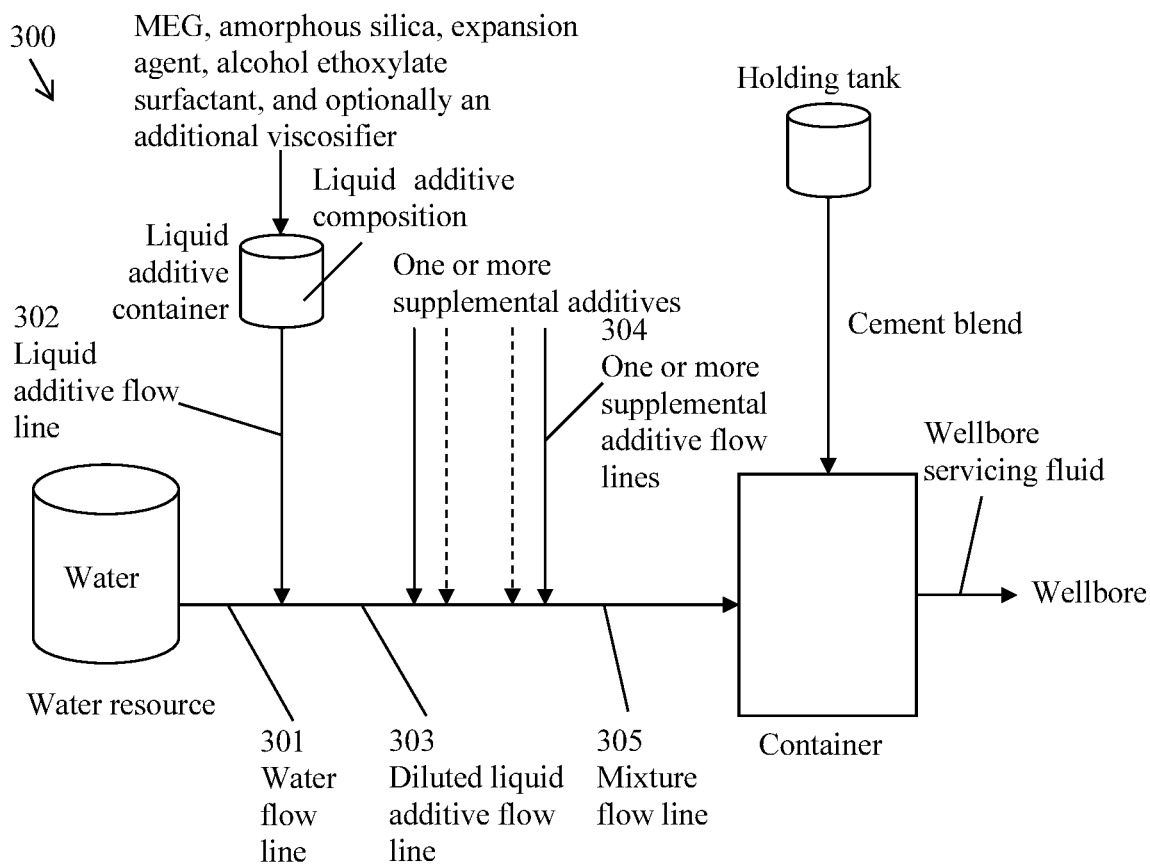 300
MEG, amorphous silica, expansion
agent, alcohol ethoxylate
surfactant, and optionally an
additional viscosifier
Holding tank
Liquid additive
composition
Liquid
additive
container
One or more
supplemental additives
302
Liquid
additive flow
line
304
One or more
supplemental
additive flow
lines
Cement blend
Wellbore
servicing fluid
Water
Wellbore
Water resource
301
Water
flow
line
303
Diluted liquid
additive flow
line
305
Mixture
flow line
Container